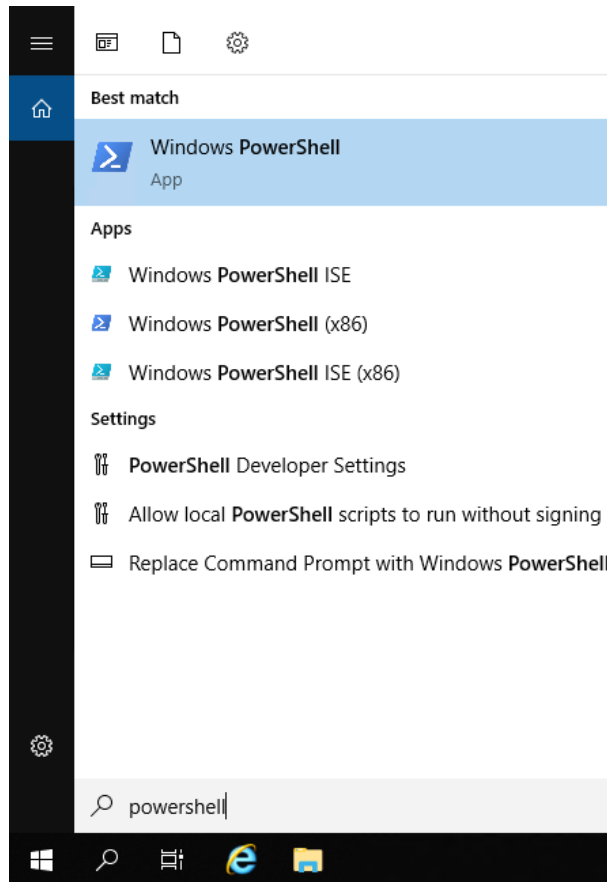 Best match
Windows PowerShell
App
Apps
Windows PowerShell ISE
Windows PowerShell (x86)
Windows PowerShell ISE (x86)
Settings
PowerShell Developer Settings
Allow local PowerShell scripts to run without signing
Replace Command Prompt with Windows PowerShell
powershell